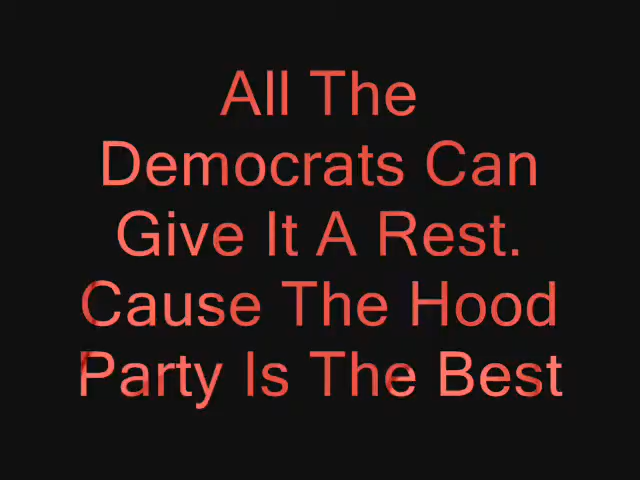 All The
Democrats Can
Give It A Rest.
Cause The Hood
Party Is The Best